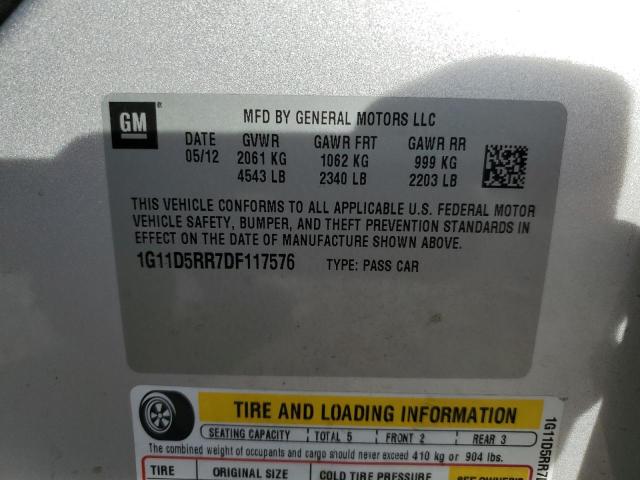 GM
MFD BY GENERAL MOTORS LLC
DATE GVWR GAWR FRT GAWR RR
05/12 2061 KG 1062 KG 999 KG
4543 LB 2340 LB 2203 LB
THIS VEHICLE CONFORMS TO ALL APPLICABLE U.S. FEDERAL MOTOR
VEHICLE SAFETY, BUMPER, AND THEFT PREVENTION STANDARDS IN
EFFECT ON THE DATE OF MANUFACTURE SHOWN ABOVE.
1G11D5RR7DF117576 TYPE: PASS CAR
TIRE AND LOADING INFORMATION
SEATING CAPACITY TOTAL 5 FRONT 2 REAR 3
The combined weight of occupants and cargo should never exceed 410 kg or 904 lbs.
TIRE ORIGINAL SIZE COLD TIRE PRESSURE SEE OWNER'S
1G11D5RR7